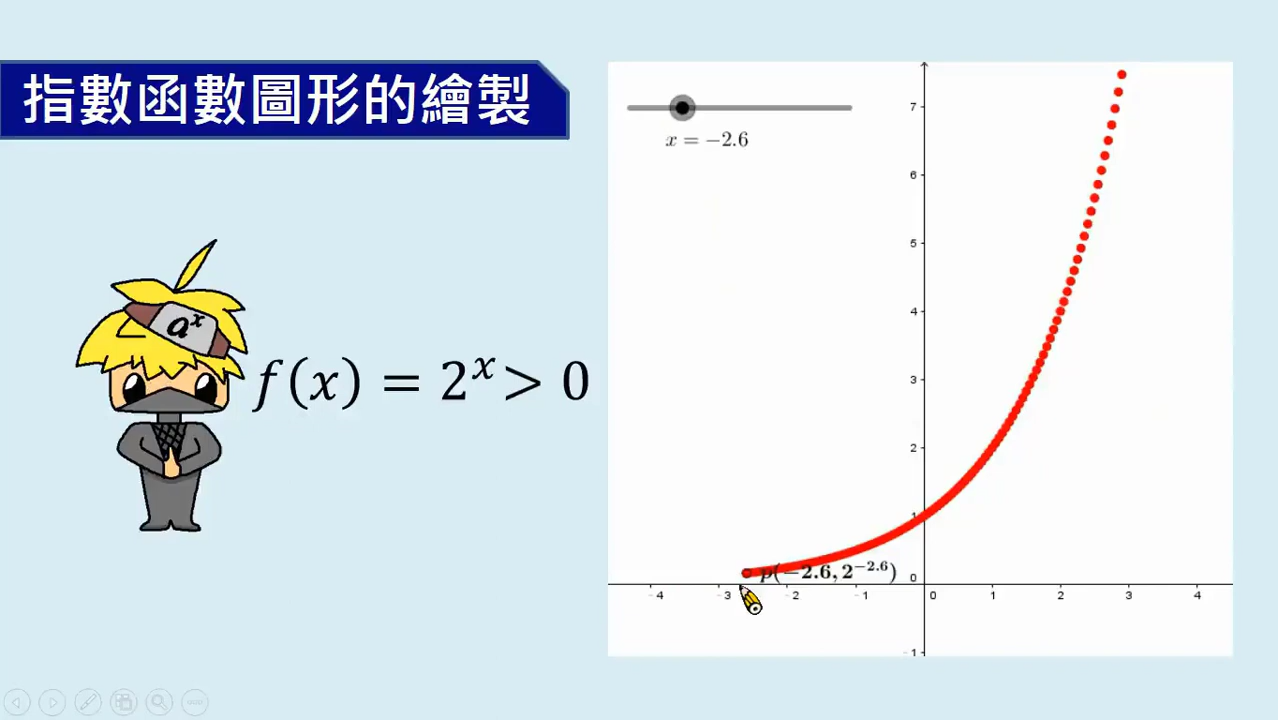 指數函數圖形的繪製
x = −2.6
a^x
f(x) = 2^x > 0
7
6
5
4
3
2
1
0
p(−2.6, 2^−2.6)
-4 -3 -2 -1 0 1 2 3 4
-1